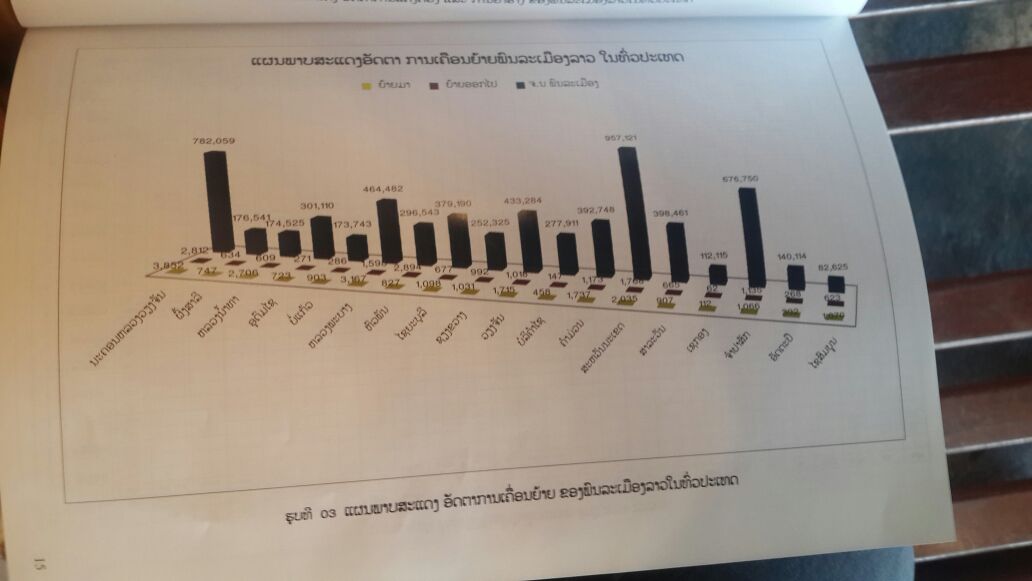 ແຜນພາບສະແດງອັດຕາ ການເຄື່ອນຍ້າຍພົນລະເມືອງລາວ ໃນທົ່ວປະເທດ
ຍ້າຍມາ ຍ້າຍອອກໄປ ຈ.ນ ພົນລະເມືອງ
782,059 176,541 174,525 301,110 173,743 464,482 296,543 379,190 252,325 433,284 277,911 392,748 957,121 398,461 112,115 676,750 140,114 82,625
2,812 634 609 271 286 1,595 2,894 677 992 1,016 147 1,173 1,766 665 62 1,135 268 623
3,852 747 2,706 723 903 3,167 827 1,098 1,031 1,715 458 1,737 2,035 907 112 1,066
ນະຄອນຫລວງວຽງຈັນ
ຜົ້ງສາລີ
ຫລວງນ້ຳທາ
ອຸດົມໄຊ
ບໍ່ແກ້ວ
ຫລວງພະບາງ
ຫົວພັນ
ໄຊຍະບູລີ
ຊຽງຂວາງ
ວຽງຈັນ
ບໍລິຄຳໄຊ
ຄຳມ່ວນ
ສະຫວັນນະເຂດ
ສາລະວັນ
ເຊກອງ
ຈຳປາສັກ
ອັດຕະປື
ໄຊສົມບູນ
ຮູບທີ 03 ແຜນພາບສະແດງ ອັດຕາການເຄື່ອນຍ້າຍ ຂອງພົນລະເມືອງລາວໃນທົ່ວປະເທດ
15